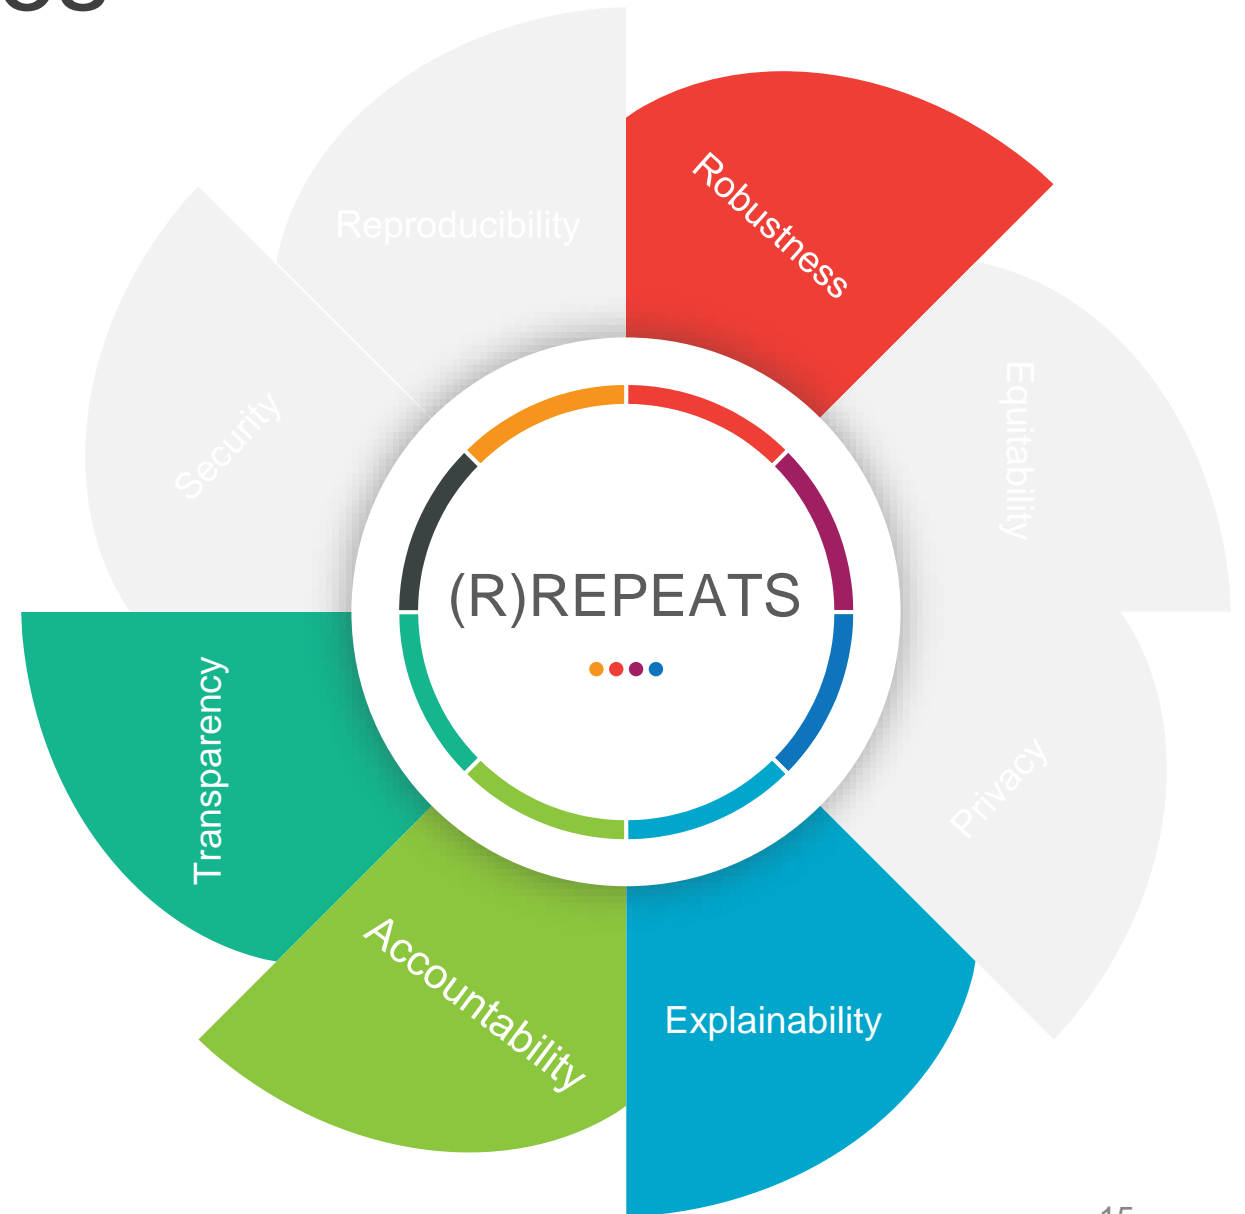 Reproducibility
Robustness
Equitability
Security
(R)REPEATS
Transparency
Privacy
Accountability
Explainability